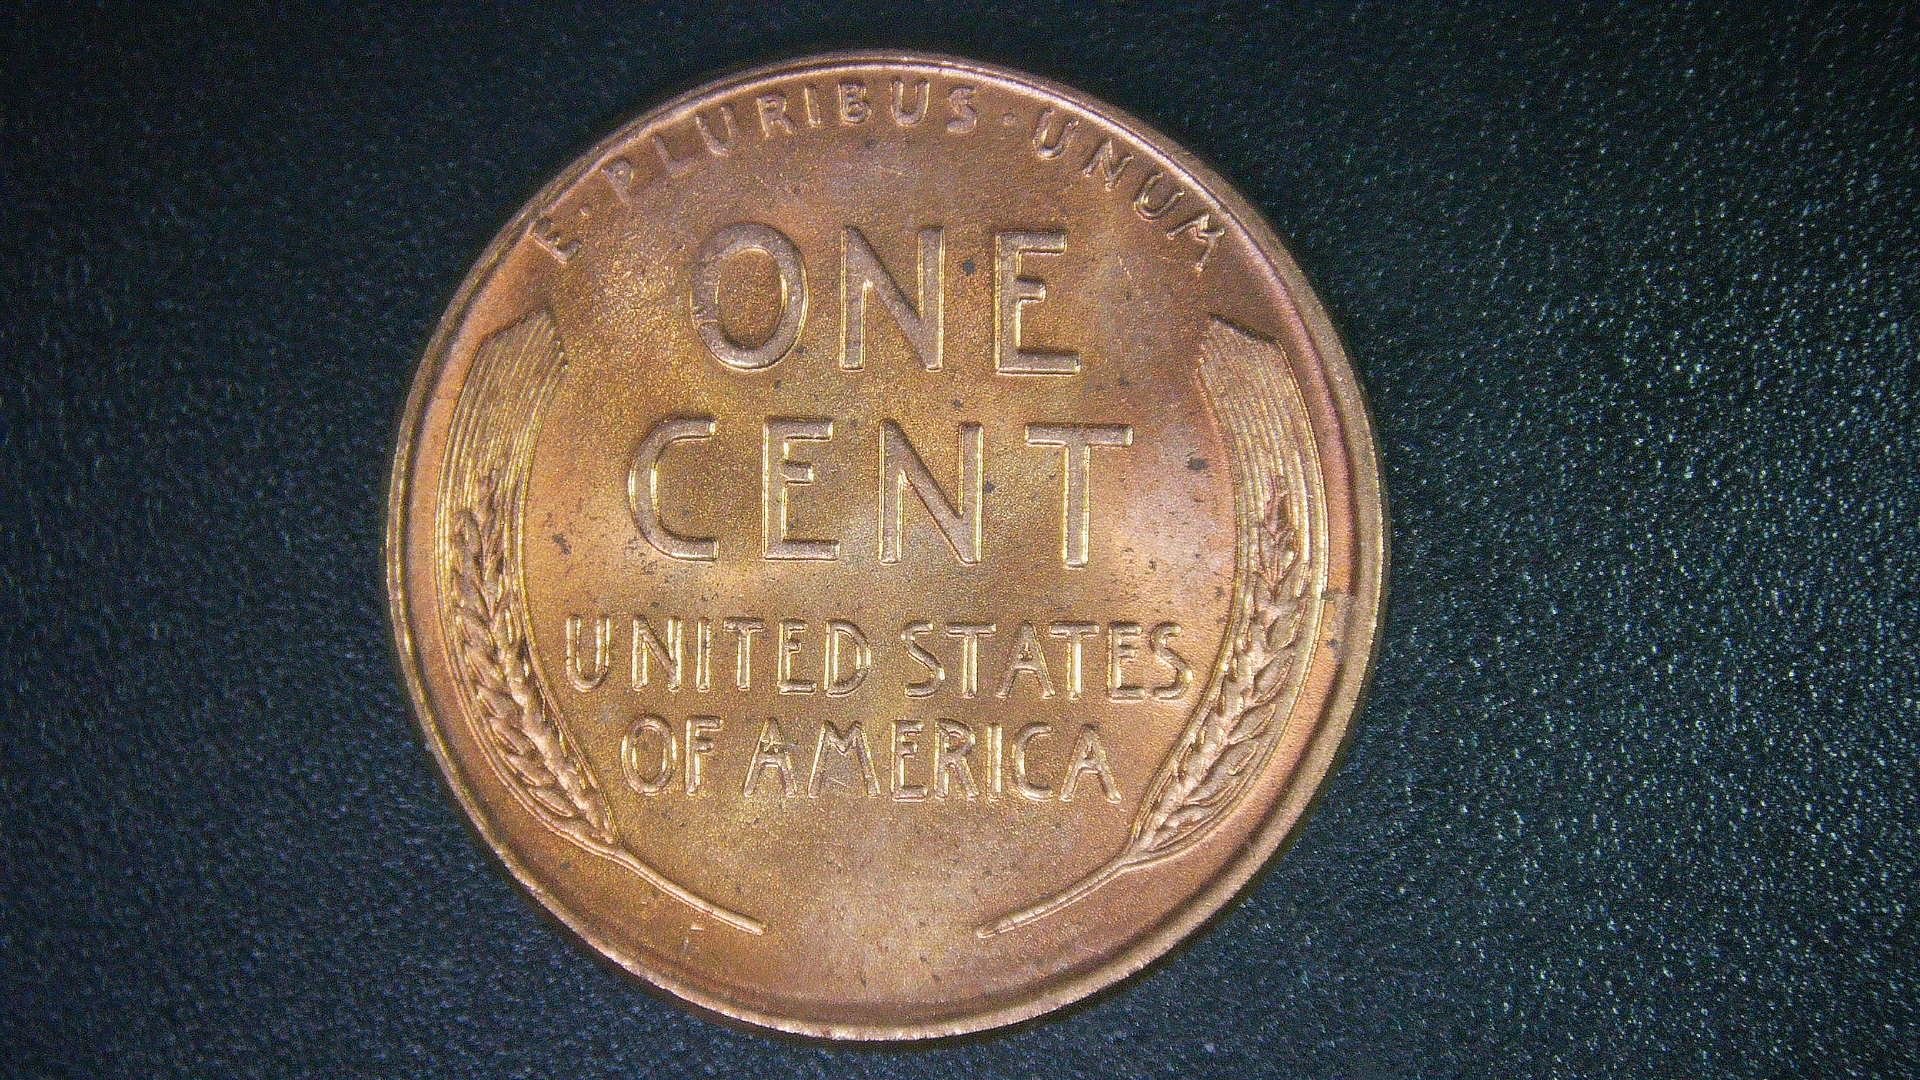 E·PLURIBUS·UNUM
ONE
CENT
UNITED STATES
OF AMERICA